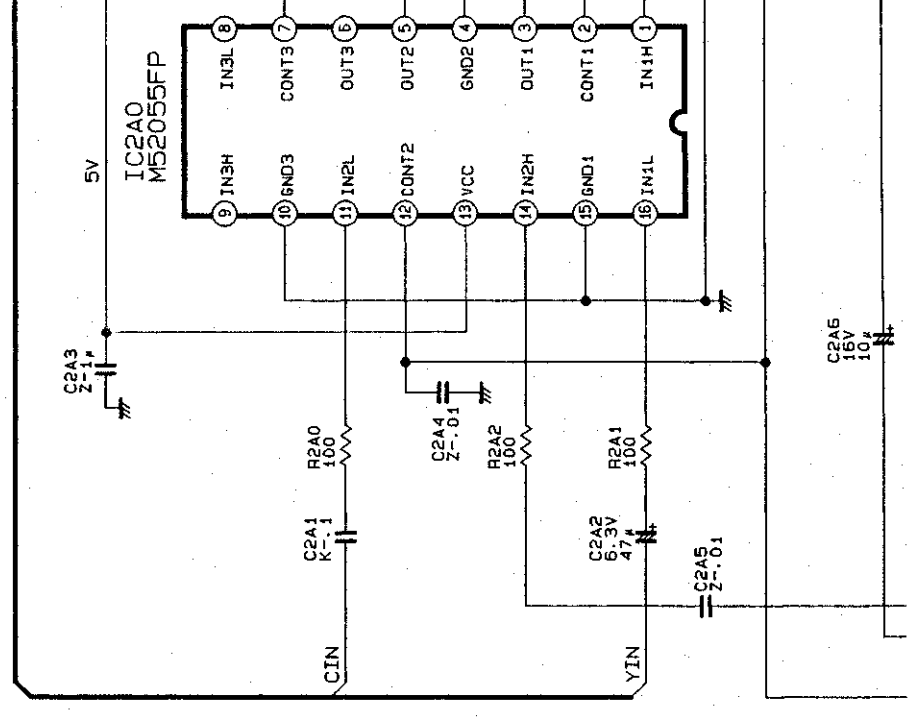 8
7
6
5
4
3
2
1
IN3L
CONT3
OUT3
OUT2
GND2
OUT1
CONT1
IN1H
IC2A0
M52055FP
5V
IN3H
GND3
IN2L
CONT2
VCC
IN2H
GND1
IN1L
9
10
11
12
13
14
15
16
C2A3
Z-1μ
C2A6
16V
10μ
+
C2A4
Z-.01
R2A0
100
R2A2
100
R2A1
100
C2A1
K-.1
C2A2
6.3V
47μ
+
C2A5
Z-.01
CIN
YIN